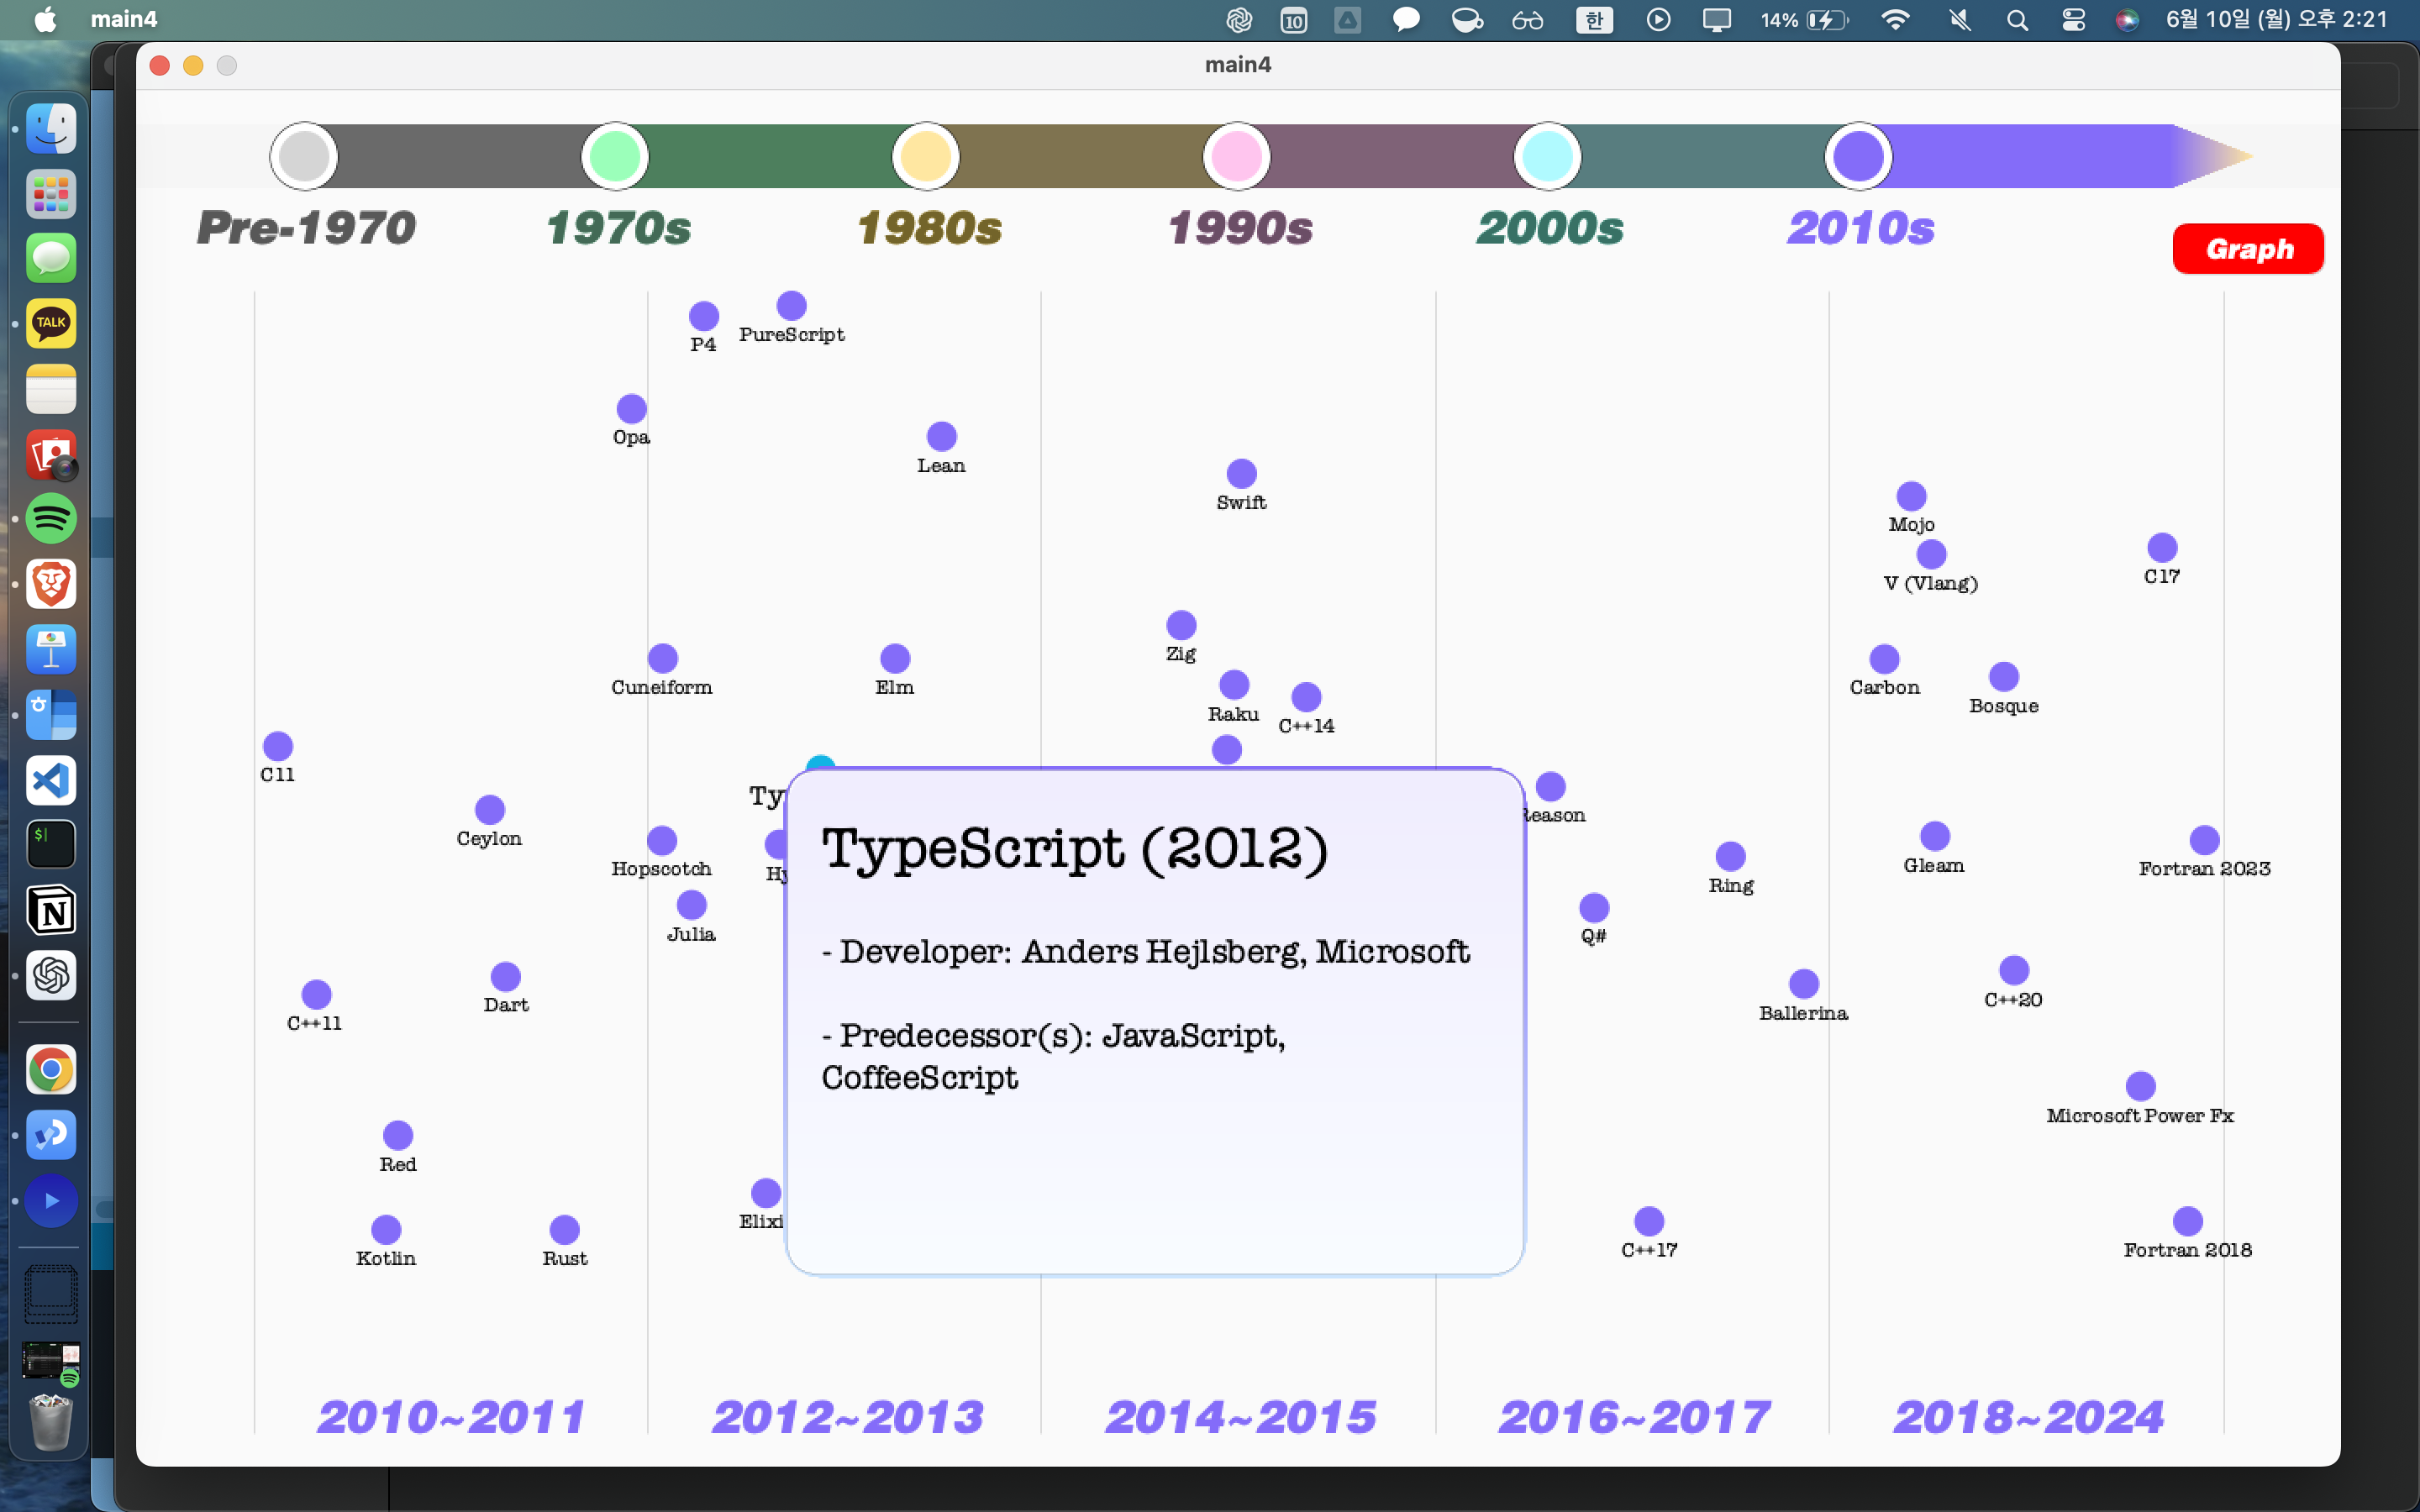 main4
10
한
14%
6월 10일 (월) 오후 2:21
main4
TALK
$
N
Pre-1970
1970s
1980s
1990s
2000s
2010s
Graph
P4
PureScript
Opa
Lean
Swift
Mojo
V (Vlang)
C17
Zig
Cuneiform
Elm
Carbon
Raku
C++14
Bosque
C11
Ty
Ceylon
Hopscotch
Hy
Reason
Gleam
Fortran 2023
Ring
Julia
Q#
Dart
C++11
Ballerina
C++20
TypeScript (2012)
- Developer: Anders Hejlsberg, Microsoft
- Predecessor(s): JavaScript,
CoffeeScript
Microsoft Power Fx
Red
Elixi
Kotlin
Rust
C++17
Fortran 2018
2010~2011
2012~2013
2014~2015
2016~2017
2018~2024